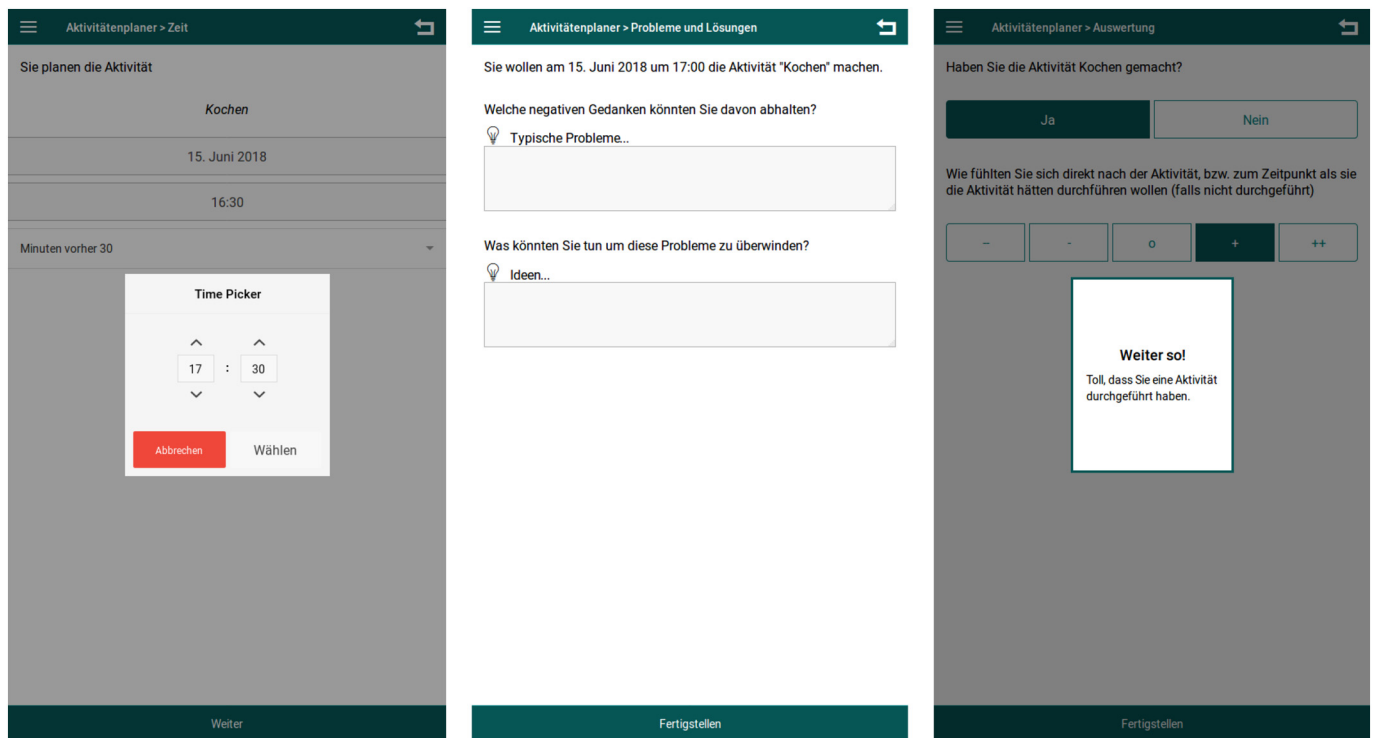 Aktivitätenplaner > Zeit
Sie planen die Aktivität
Kochen
15. Juni 2018
16:30
Minuten vorher 30
Time Picker
17 : 30
Abbrechen Wählen
Weiter
Aktivitätenplaner > Probleme und Lösungen
Sie wollen am 15. Juni 2018 um 17:00 die Aktivität "Kochen" machen.
Welche negativen Gedanken könnten Sie davon abhalten?
Typische Probleme...
Was könnten Sie tun um diese Probleme zu überwinden?
Ideen...
Fertigstellen
Aktivitätenplaner > Auswertung
Haben Sie die Aktivität Kochen gemacht?
Ja Nein
Wie fühlten Sie sich direkt nach der Aktivität, bzw. zum Zeitpunkt als sie
die Aktivität hätten durchführen wollen (falls nicht durchgeführt)
-- - o + ++
Weiter so!
Toll, dass Sie eine Aktivität
durchgeführt haben.
Fertigstellen